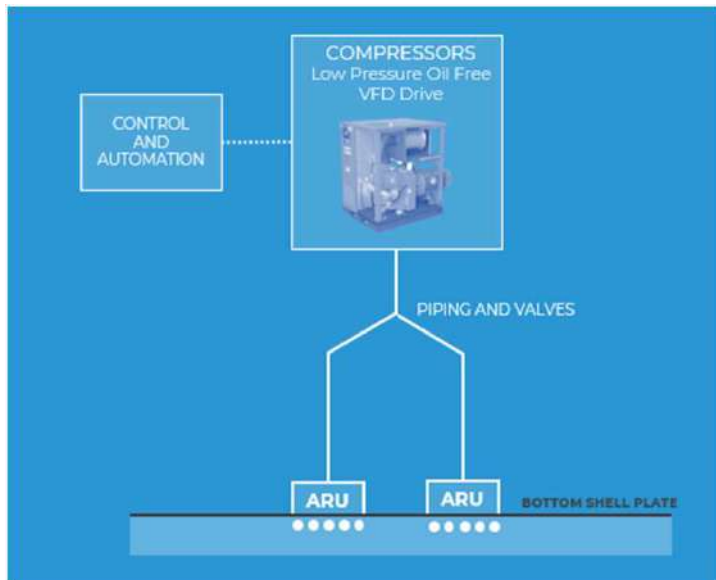 COMPRESSORS
Low Pressure Oil Free
VFD Drive
CONTROL
AND
AUTOMATION
PIPING AND VALVES
ARU
ARU
BOTTOM SHELL PLATE